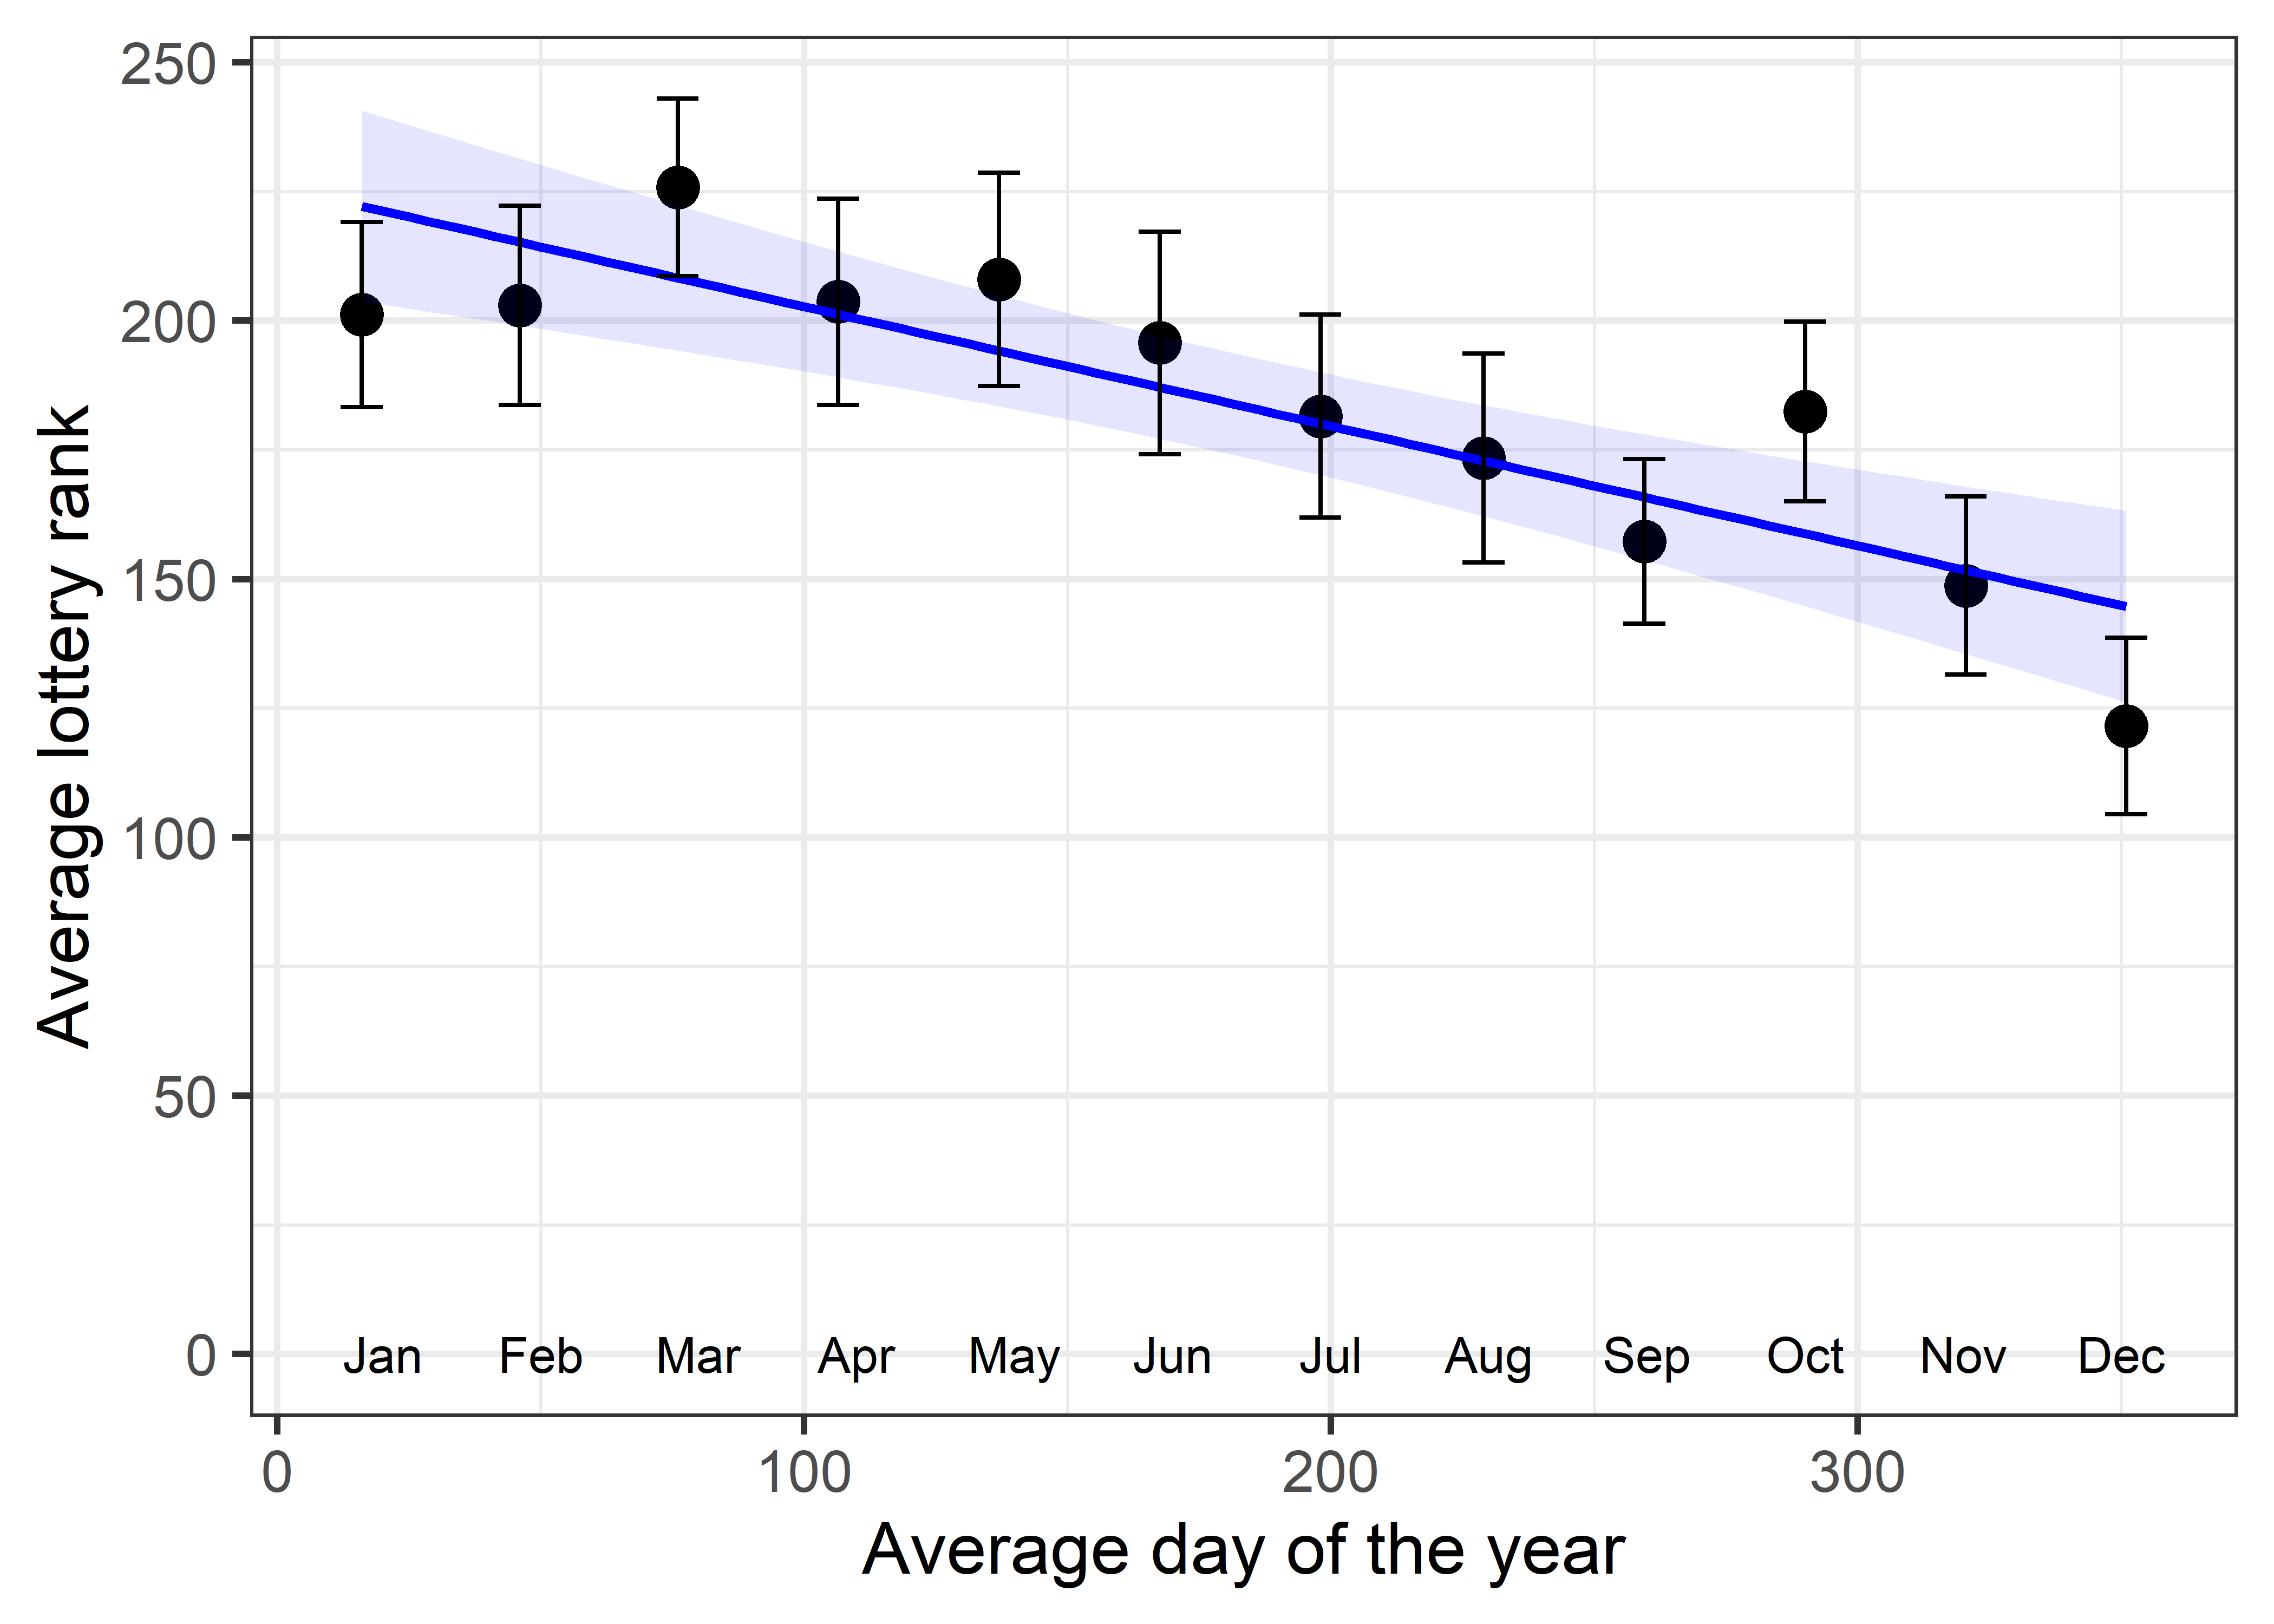 Average lottery rank
250
200
150
100
50
0
Jan Feb Mar Apr May Jun Jul Aug Sep Oct Nov Dec
0 100 200 300
Average day of the year